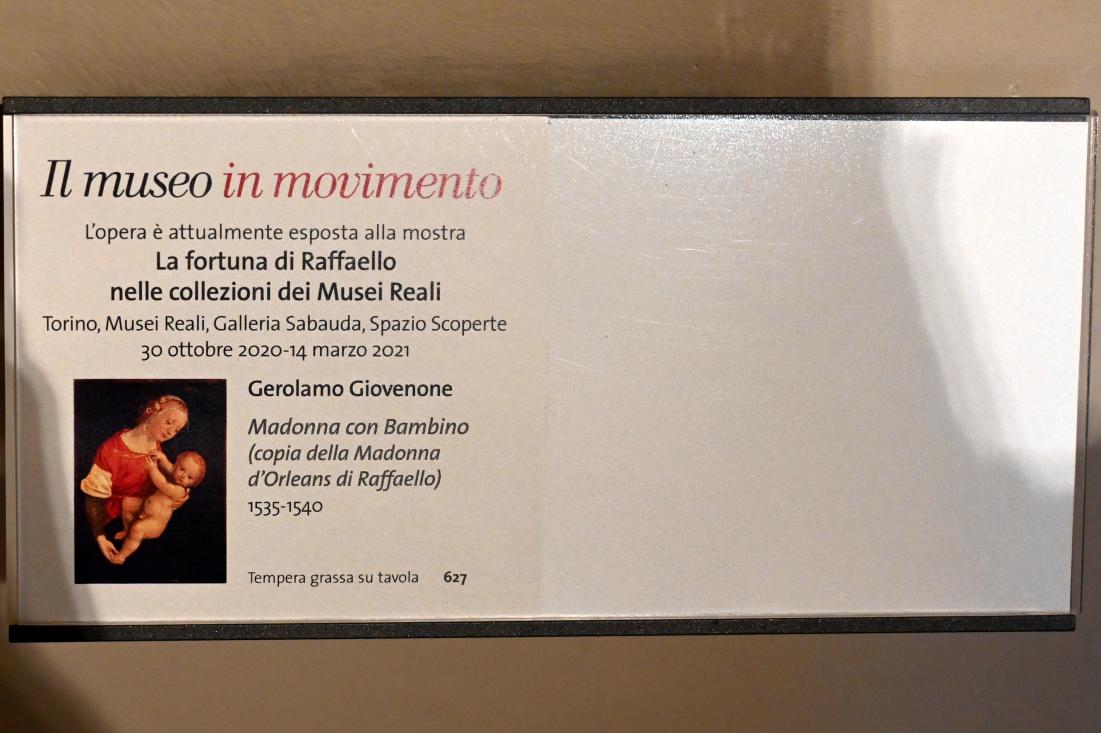 Il museo in movimento
L'opera è attualmente esposta alla mostra
La fortuna di Raffaello
nelle collezioni dei Musei Reali
Torino, Musei Reali, Galleria Sabauda, Spazio Scoperte
30 ottobre 2020-14 marzo 2021
Gerolamo Giovenone
Madonna con Bambino
(copia della Madonna
d'Orleans di Raffaello)
1535-1540
Tempera grassa su tavola 627